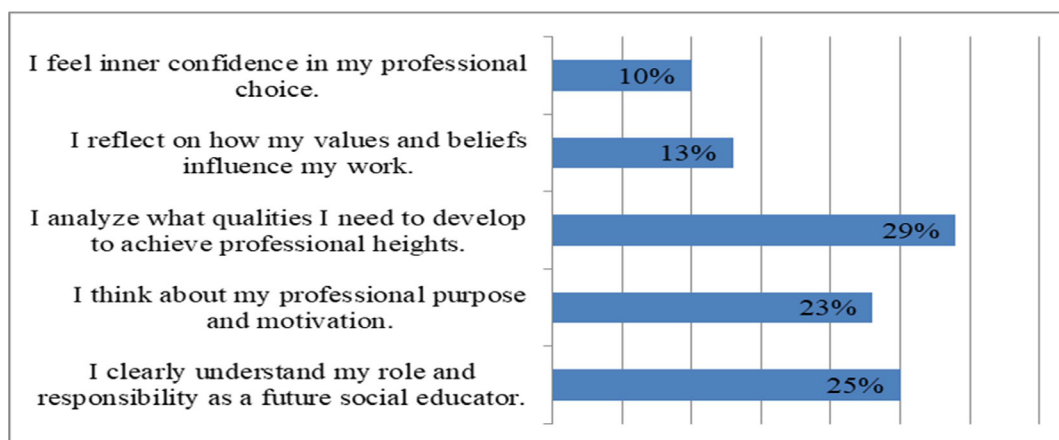 I feel inner confidence in my professional
choice.
10%
I reflect on how my values and beliefs
influence my work.
13%
I analyze what qualities I need to develop
to achieve professional heights.
29%
I think about my professional purpose
and motivation.
23%
I clearly understand my role and
responsibility as a future social educator.
25%